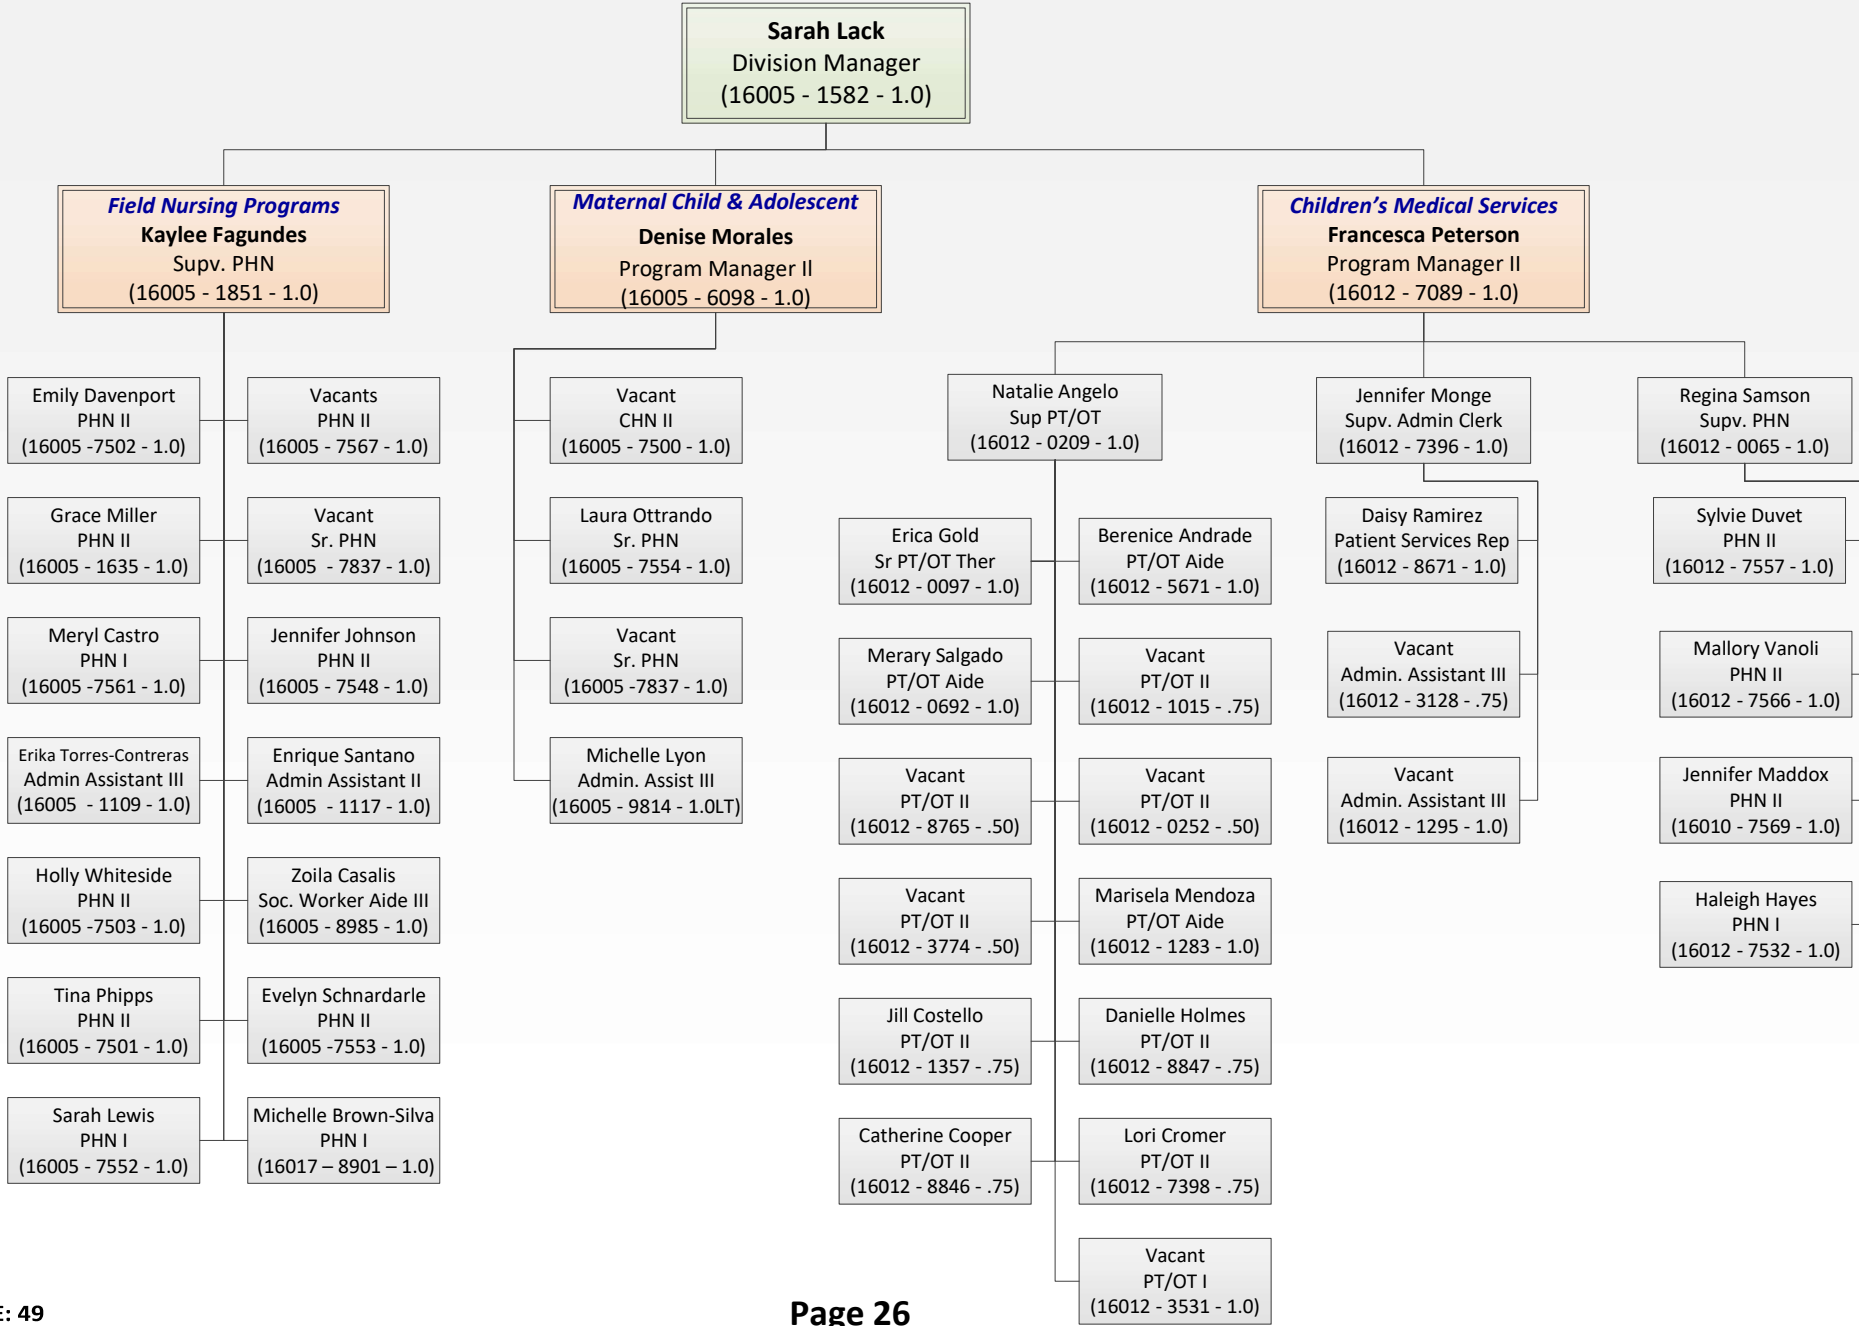 Sarah Lack
Division Manager
(16005 - 1582 - 1.0)
Field Nursing Programs
Kaylee Fagundes
Supv. PHN
(16005 - 1851 - 1.0)
Maternal Child & Adolescent
Denise Morales
Program Manager II
(16005 - 6098 - 1.0)
Children's Medical Services
Francesca Peterson
Program Manager II
(16012 - 7089 - 1.0)
Emily Davenport
PHN II
(16005 -7502 - 1.0)
Vacants
PHN II
(16005 - 7567 - 1.0)
Grace Miller
PHN II
(16005 - 1635 - 1.0)
Vacant
Sr. PHN
(16005  - 7837 - 1.0)
Meryl Castro
PHN I
(16005 -7561 - 1.0)
Jennifer Johnson
PHN II
(16005 - 7548 - 1.0)
Erika Torres-Contreras
Admin Assistant III
(16005  - 1109 - 1.0)
Enrique Santano
Admin Assistant II
(16005  - 1117 - 1.0)
Holly Whiteside
PHN II
(16005 -7503 - 1.0)
Zoila Casalis
Soc. Worker Aide III
(16005 - 8985 - 1.0)
Tina Phipps
PHN II
(16005 - 7501 - 1.0)
Evelyn Schnardarle
PHN II
(16005 -7553 - 1.0)
Sarah Lewis
PHN I
(16005 - 7552 - 1.0)
Michelle Brown-Silva
PHN I
(16017 – 8901 – 1.0)
Vacant
CHN II
(16005 - 7500 - 1.0)
Laura Ottrando
Sr. PHN
(16005 - 7554 - 1.0)
Vacant
Sr. PHN
(16005 -7837 - 1.0)
Michelle Lyon
Admin. Assist III
(16005 - 9814 - 1.0LT)
Natalie Angelo
Sup PT/OT
(16012 - 0209 - 1.0)
Erica Gold
Sr PT/OT Ther
(16012 - 0097 - 1.0)
Berenice Andrade
PT/OT Aide
(16012 - 5671 - 1.0)
Merary Salgado
PT/OT Aide
(16012 - 0692 - 1.0)
Vacant
PT/OT II
(16012 - 1015 - .75)
Vacant
PT/OT II
(16012 - 8765 - .50)
Vacant
PT/OT II
(16012 - 0252 - .50)
Vacant
PT/OT II
(16012 - 3774 - .50)
Marisela Mendoza
PT/OT Aide
(16012 - 1283 - 1.0)
Jill Costello
PT/OT II
(16012 - 1357 - .75)
Danielle Holmes
PT/OT II
(16012 - 8847 - .75)
Catherine Cooper
PT/OT II
(16012 - 8846 - .75)
Lori Cromer
PT/OT II
(16012 - 7398 - .75)
Vacant
PT/OT I
(16012 - 3531 - 1.0)
Jennifer Monge
Supv. Admin Clerk
(16012 - 7396 - 1.0)
Daisy Ramirez
Patient Services Rep
(16012 - 8671 - 1.0)
Vacant
Admin. Assistant III
(16012 - 3128 - .75)
Vacant
Admin. Assistant III
(16012 - 1295 - 1.0)
Regina Samson
Supv. PHN
(16012 - 0065 - 1.0)
Sylvie Duvet
PHN II
(16012 - 7557 - 1.0)
Mallory Vanoli
PHN II
(16012 - 7566 - 1.0)
Jennifer Maddox
PHN II
(16010 - 7569 - 1.0)
Haleigh Hayes
PHN I
(16012 - 7532 - 1.0)
E: 49
Page 26